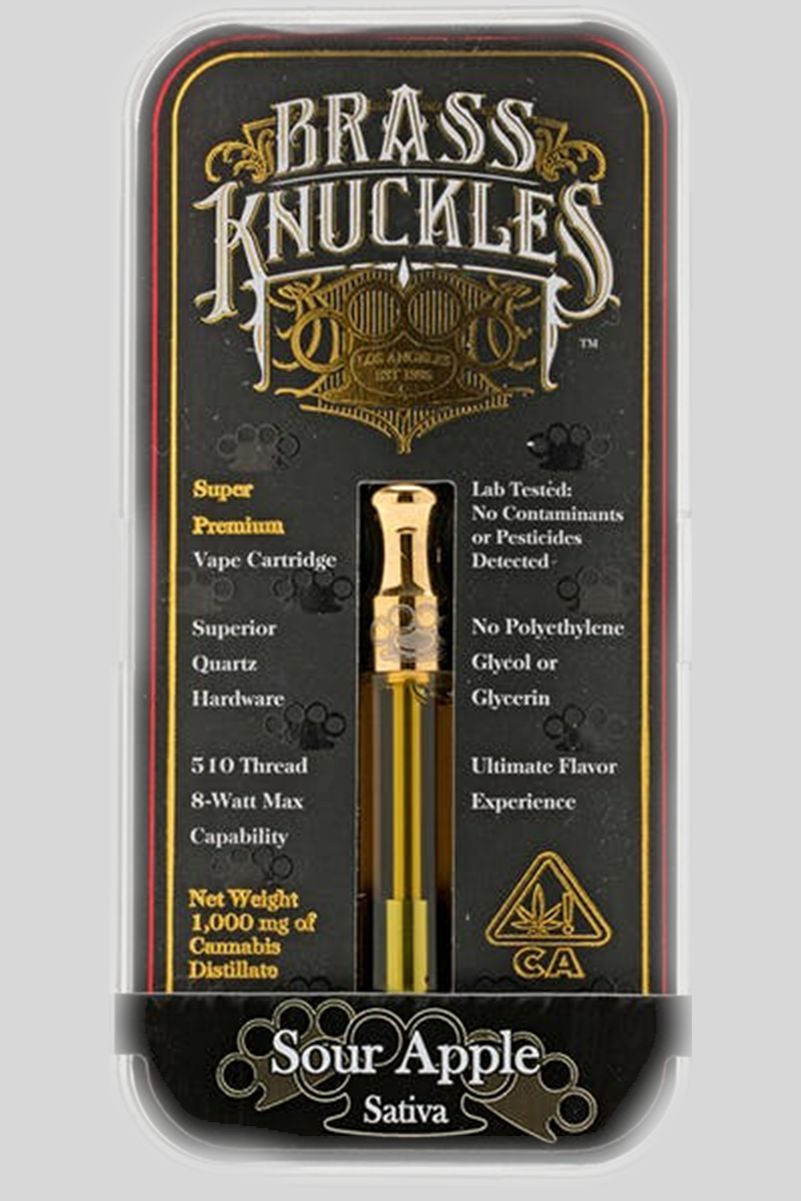 BRASS
KNUCKLES
LOS ANGELES
TM
Super
Premium
Vape Cartridge
Superior
Quartz
Hardware
510 Thread
8-Watt Max
Capability
Net Weight
1,000 mg of
Cannabis
Distillate
Lab Tested:
No Contaminants
or Pesticides
Detected
No Polyethylene
Glycol or
Glycerin
Ultimate Flavor
Experience
!
CA
Sour Apple
Sativa